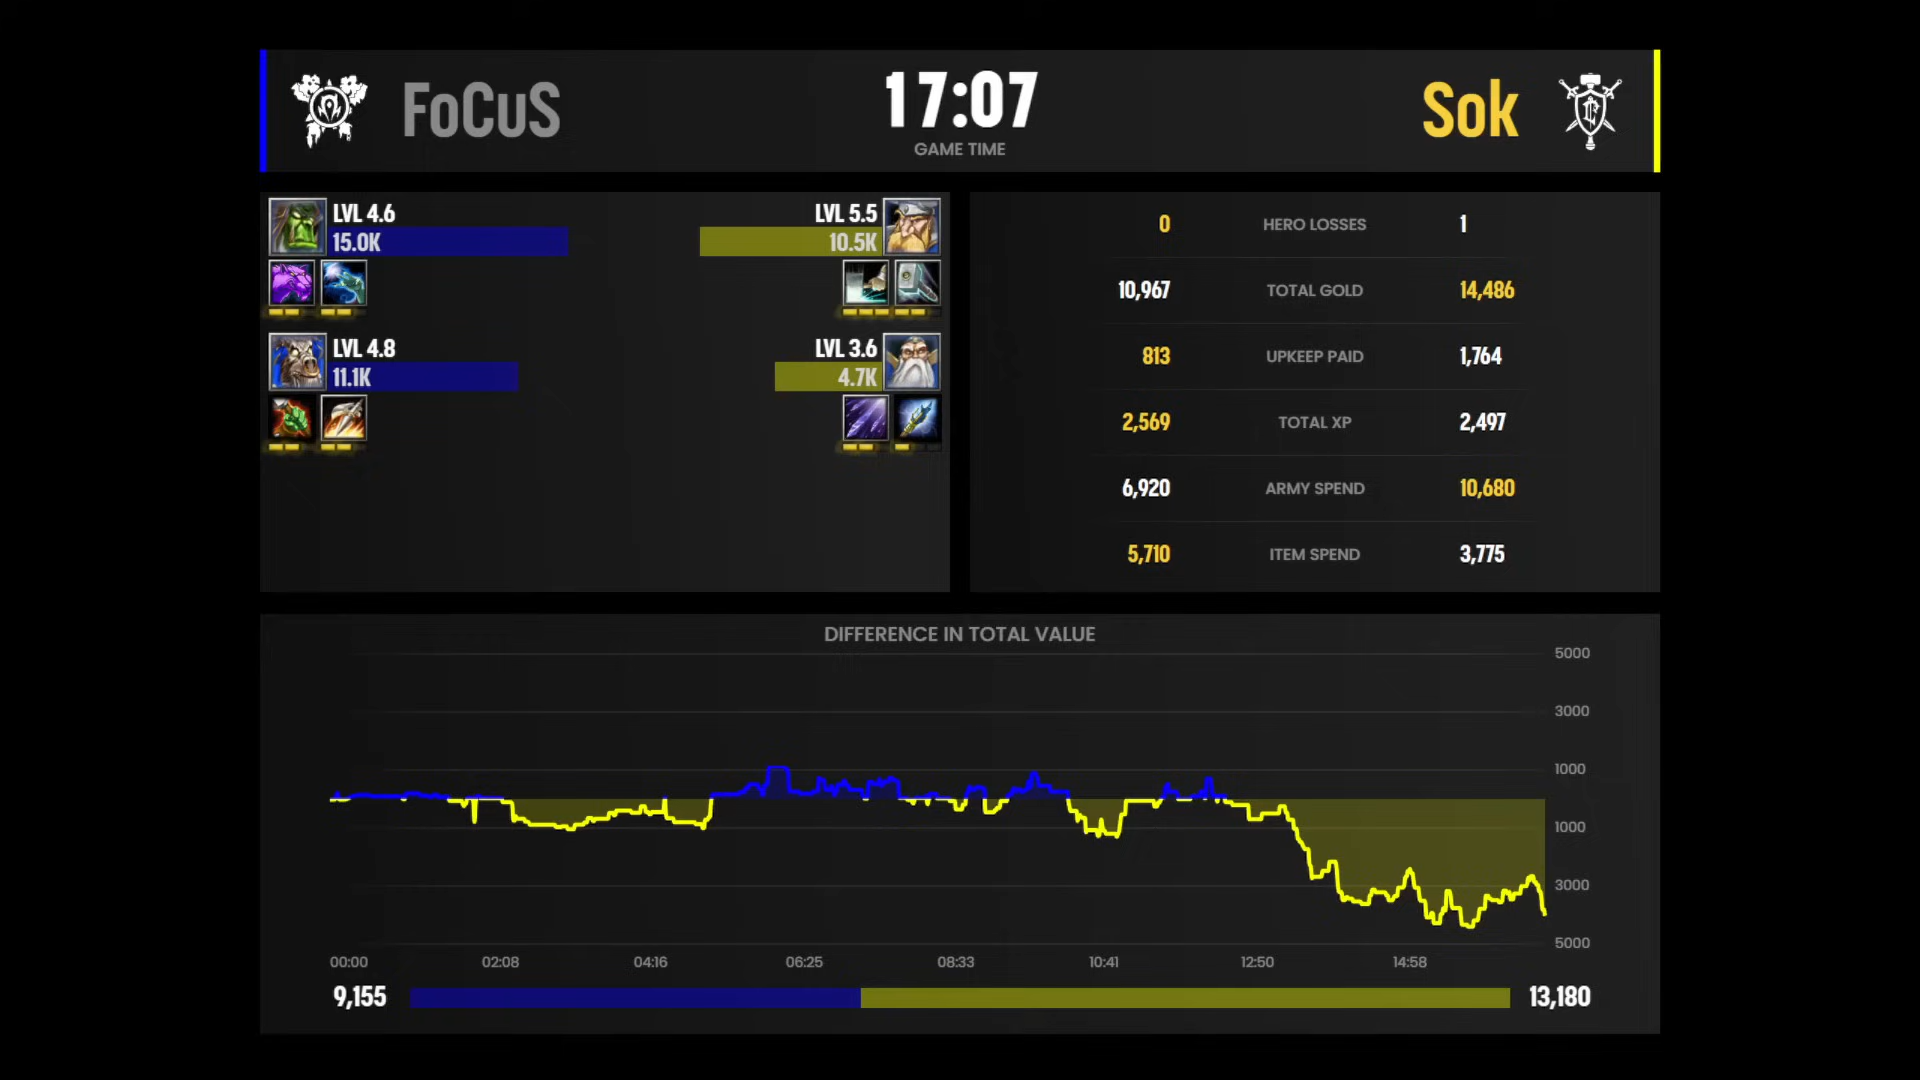 FoCuS
17:07
GAME TIME
Sok
LVL 4.6
15.0K
LVL 5.5
10.5K
LVL 4.8
11.1K
LVL 3.6
4.7K
0 HERO LOSSES 1
10,967 TOTAL GOLD 14,486
813 UPKEEP PAID 1,764
2,569 TOTAL XP 2,497
6,920 ARMY SPEND 10,680
5,710 ITEM SPEND 3,775
DIFFERENCE IN TOTAL VALUE
5000
3000
1000
1000
3000
5000
00:00 02:08 04:16 06:25 08:33 10:41 12:50 14:58
9,155 13,180